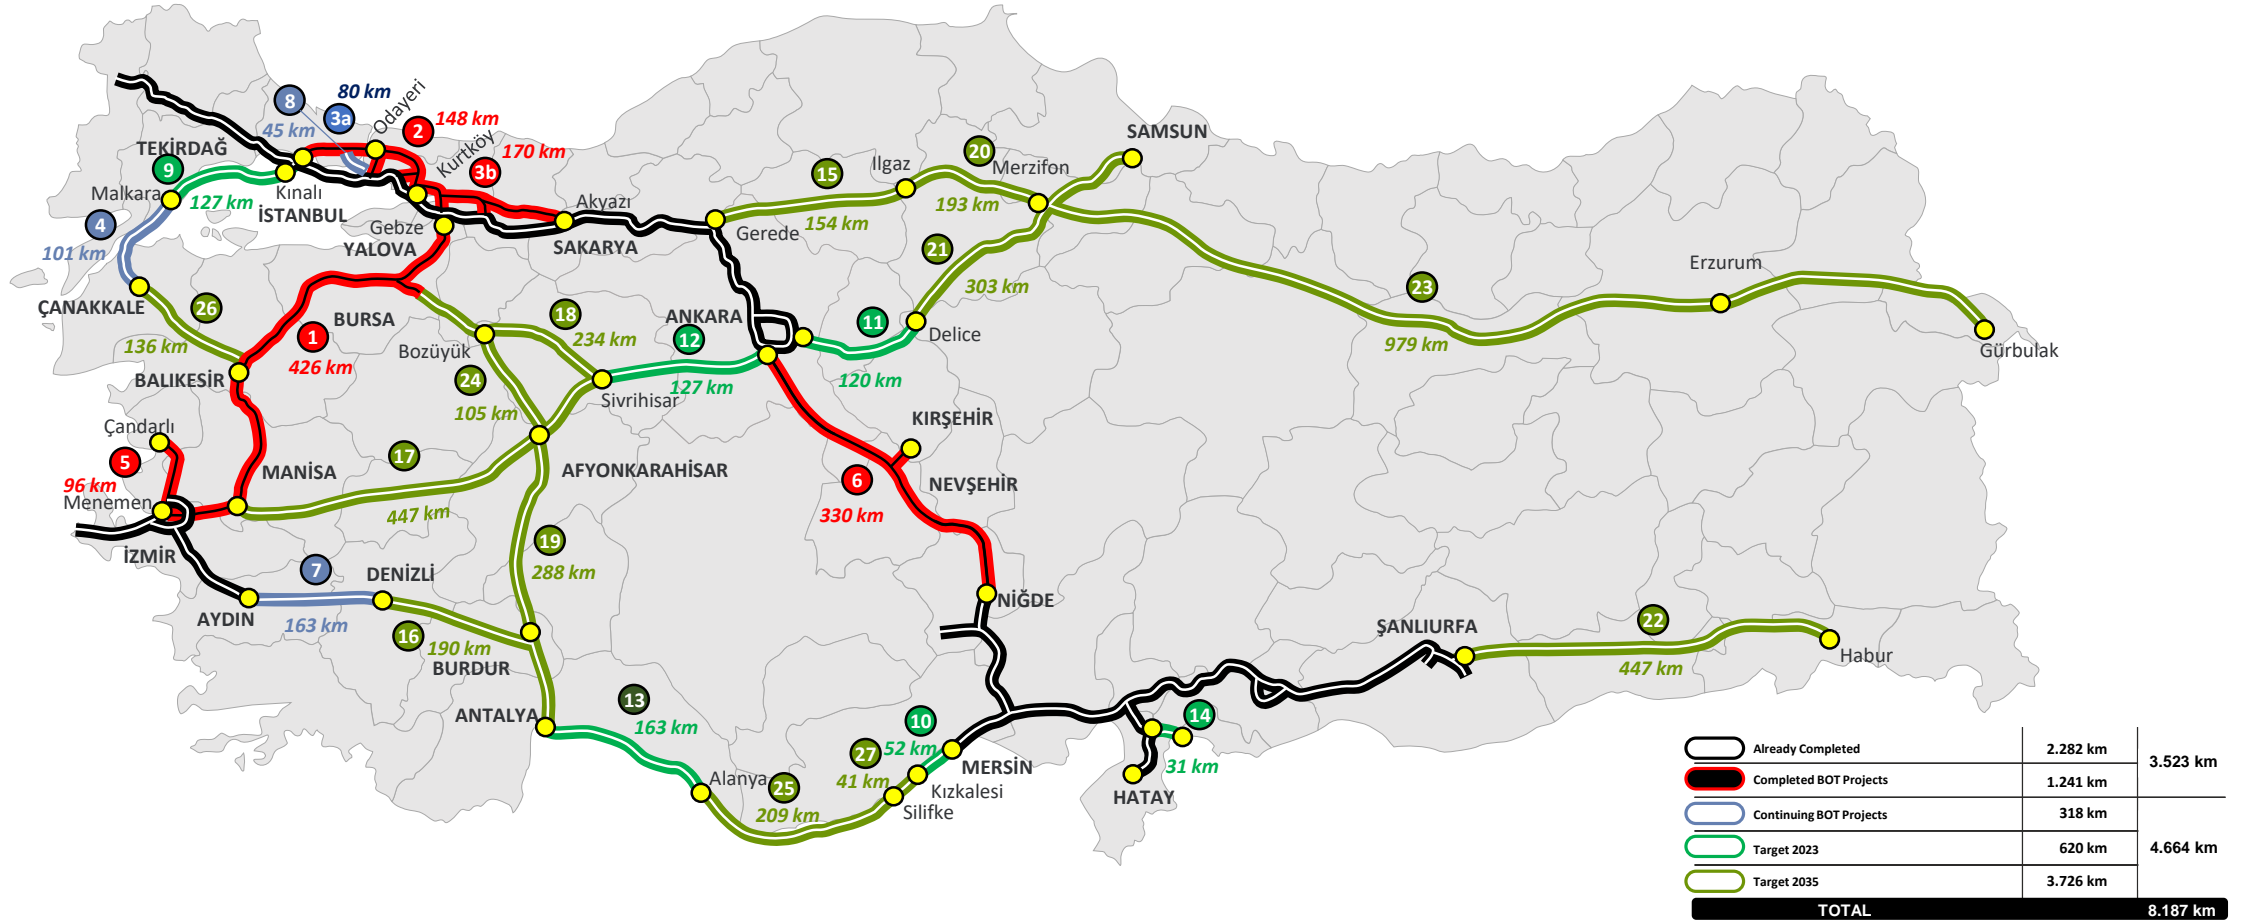 8
80 km
3a
Odayeri
2
148 km
45 km
TEKİRDAĞ
Kurtköy
170 km
SAMSUN
9
3b
15
Ilgaz
20
Merzifon
Malkara
127 km
Kınalı
İSTANBUL
Akyazı
154 km
193 km
4
Gebze
YALOVA
SAKARYA
Gerede
101 km
21
Erzurum
303 km
23
ÇANAKKALE
26
BURSA
18
ANKARA
11
Delice
1
234 km
12
979 km
136 km
Bozüyük
Gürbulak
426 km
127 km
120 km
BALIKESİR
24
Sivrihisar
105 km
KIRŞEHİR
Çandarlı
5
17
AFYONKARAHİSAR
MANİSA
96 km
6
NEVŞEHİR
Menemen
447 km
330 km
İZMİR
19
7
DENİZLİ
288 km
NİĞDE
AYDIN
163 km
16
190 km
ŞANLIURFA
22
BURDUR
447 km
Habur
13
ANTALYA
163 km
10
14
27
52 km
MERSİN
31 km
Alanya
25
41 km
Kızkalesi
HATAY
209 km
Silifke
Already Completed 2.282 km
3.523 km
Completed BOT Projects 1.241 km
Continuing BOT Projects 318 km
4.664 km
Target 2023 620 km
Target 2035 3.726 km
TOTAL 8.187 km